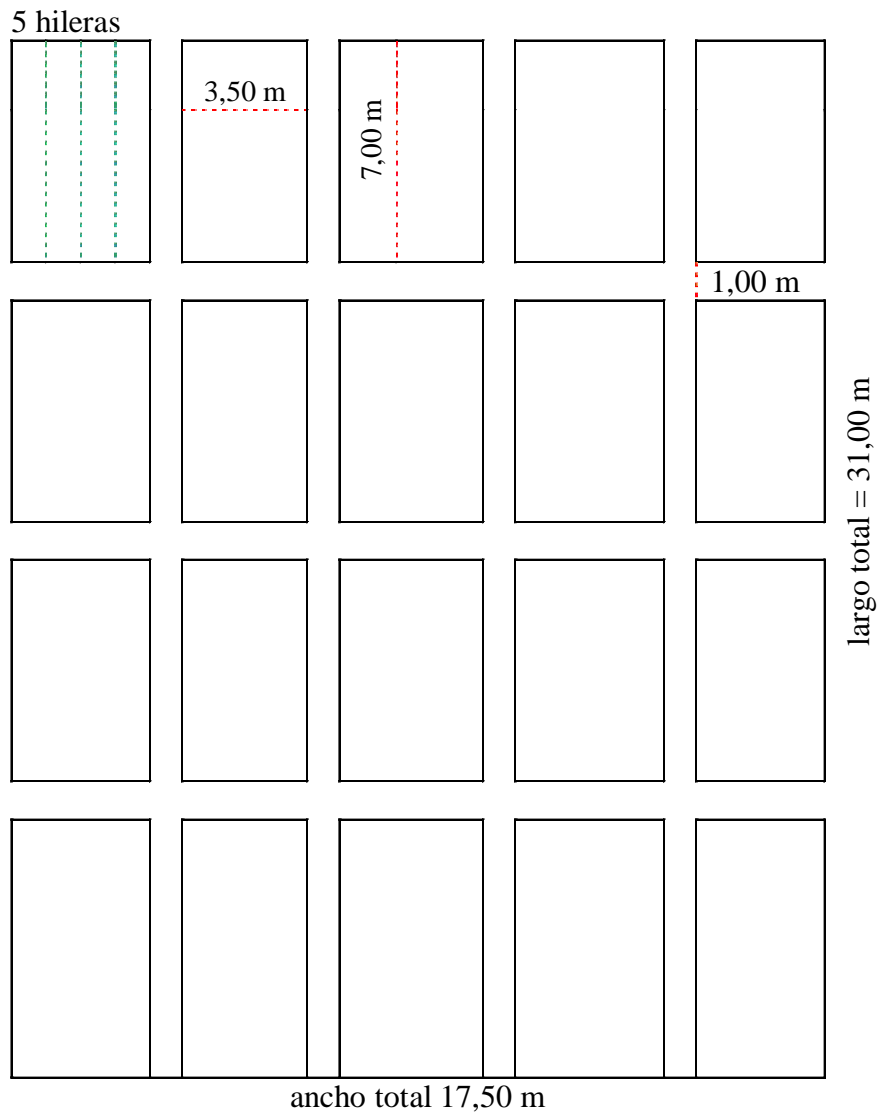 5 hileras
3,50 m
7,00 m
1,00 m
largo total = 31,00 m
ancho total 17,50 m